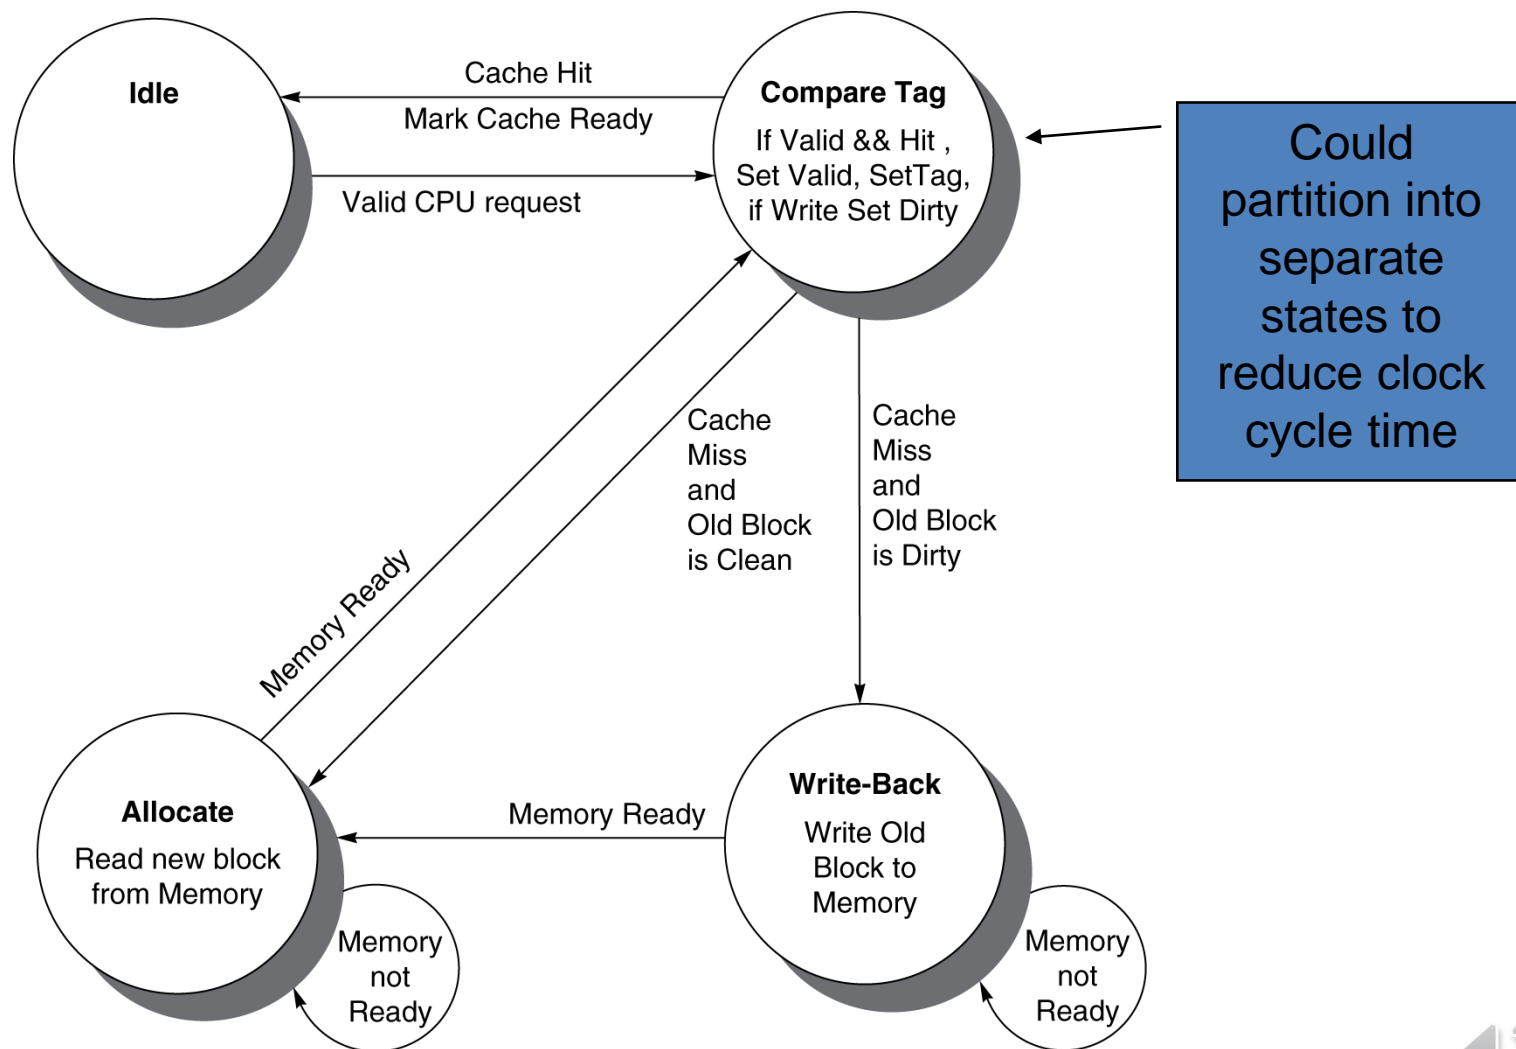 Idle
Cache Hit
Mark Cache Ready
Valid CPU request
Compare Tag
If Valid && Hit ,
Set Valid, SetTag,
if Write Set Dirty
Could
partition into
separate
states to
reduce clock
cycle time
Cache
Miss
and
Old Block
is Clean
Cache
Miss
and
Old Block
is Dirty
Memory Ready
Allocate
Read new block
from Memory
Memory
not
Ready
Memory Ready
Write-Back
Write Old
Block to
Memory
Memory
not
Ready